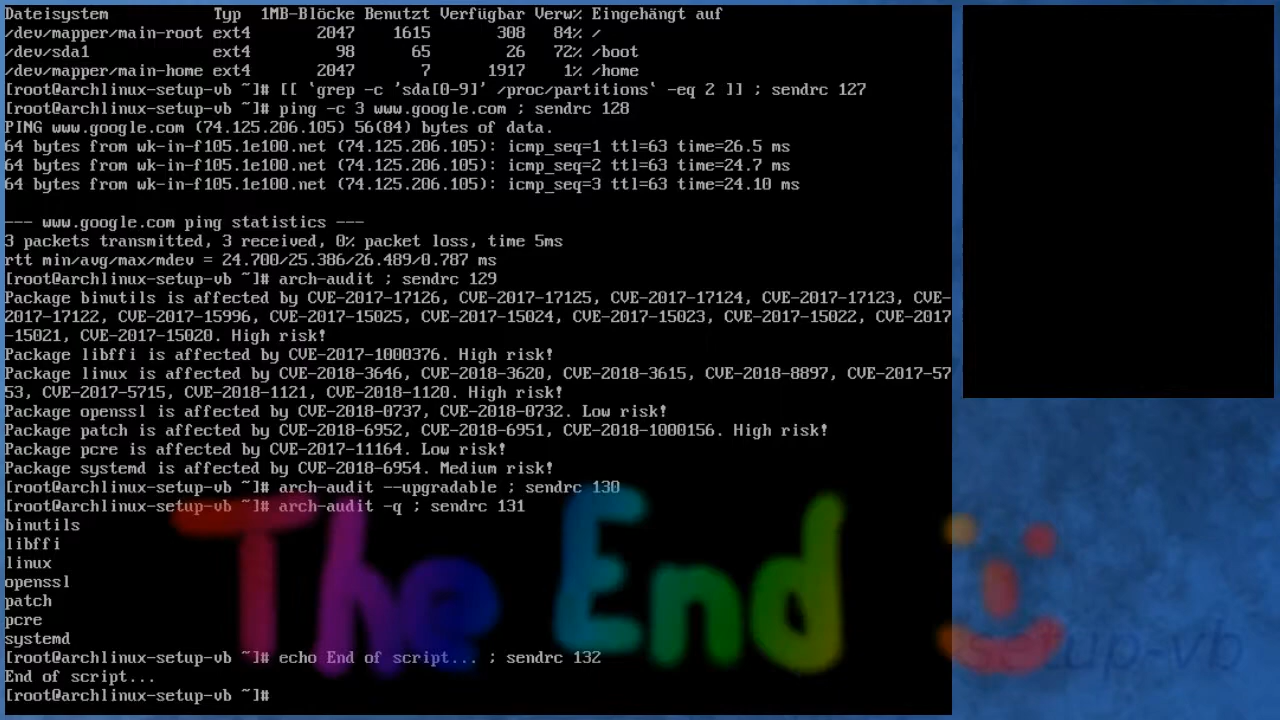 Dateisystem Typ 1MB-Blöcke Benutzt Verfügbar Verw% Eingehängt auf
/dev/mapper/main-root ext4 2047 1615 308 84% /
/dev/sda1 ext4 98 65 26 72% /boot
/dev/mapper/main-home ext4 2047 7 1917 1% /home
[root@archlinux-setup-vb ~]# [[ `grep -c 'sda[0-9]' /proc/partitions` -eq 2 ]] ; sendrc 127
[root@archlinux-setup-vb ~]# ping -c 3 www.google.com ; sendrc 128
PING www.google.com (74.125.206.105) 56(84) bytes of data.
64 bytes from wk-in-f105.1e100.net (74.125.206.105): icmp_seq=1 ttl=63 time=26.5 ms
64 bytes from wk-in-f105.1e100.net (74.125.206.105): icmp_seq=2 ttl=63 time=24.7 ms
64 bytes from wk-in-f105.1e100.net (74.125.206.105): icmp_seq=3 ttl=63 time=24.10 ms
--- www.google.com ping statistics ---
3 packets transmitted, 3 received, 0% packet loss, time 5ms
rtt min/avg/max/mdev = 24.700/25.386/26.489/0.787 ms
[root@archlinux-setup-vb ~]# arch-audit ; sendrc 129
Package binutils is affected by CVE-2017-17126, CVE-2017-17125, CVE-2017-17124, CVE-2017-17123, CVE-
2017-17122, CVE-2017-15996, CVE-2017-15025, CVE-2017-15024, CVE-2017-15023, CVE-2017-15022, CVE-2017
-15021, CVE-2017-15020. High risk!
Package libffi is affected by CVE-2017-1000376. High risk!
Package linux is affected by CVE-2018-3646, CVE-2018-3620, CVE-2018-3615, CVE-2018-8897, CVE-2017-57
53, CVE-2017-5715, CVE-2018-1121, CVE-2018-1120. High risk!
Package openssl is affected by CVE-2018-0737, CVE-2018-0732. Low risk!
Package patch is affected by CVE-2018-6952, CVE-2018-6951, CVE-2018-1000156. High risk!
Package pcre is affected by CVE-2017-11164. Low risk!
Package systemd is affected by CVE-2018-6954. Medium risk!
[root@archlinux-setup-vb ~]# arch-audit --upgradable ; sendrc 130
[root@archlinux-setup-vb ~]# arch-audit -q ; sendrc 131
binutils
libffi
linux
openssl
patch
pcre
systemd
[root@archlinux-setup-vb ~]# echo End of script... ; sendrc 132
End of script...
[root@archlinux-setup-vb ~]#
The End
setup-vb